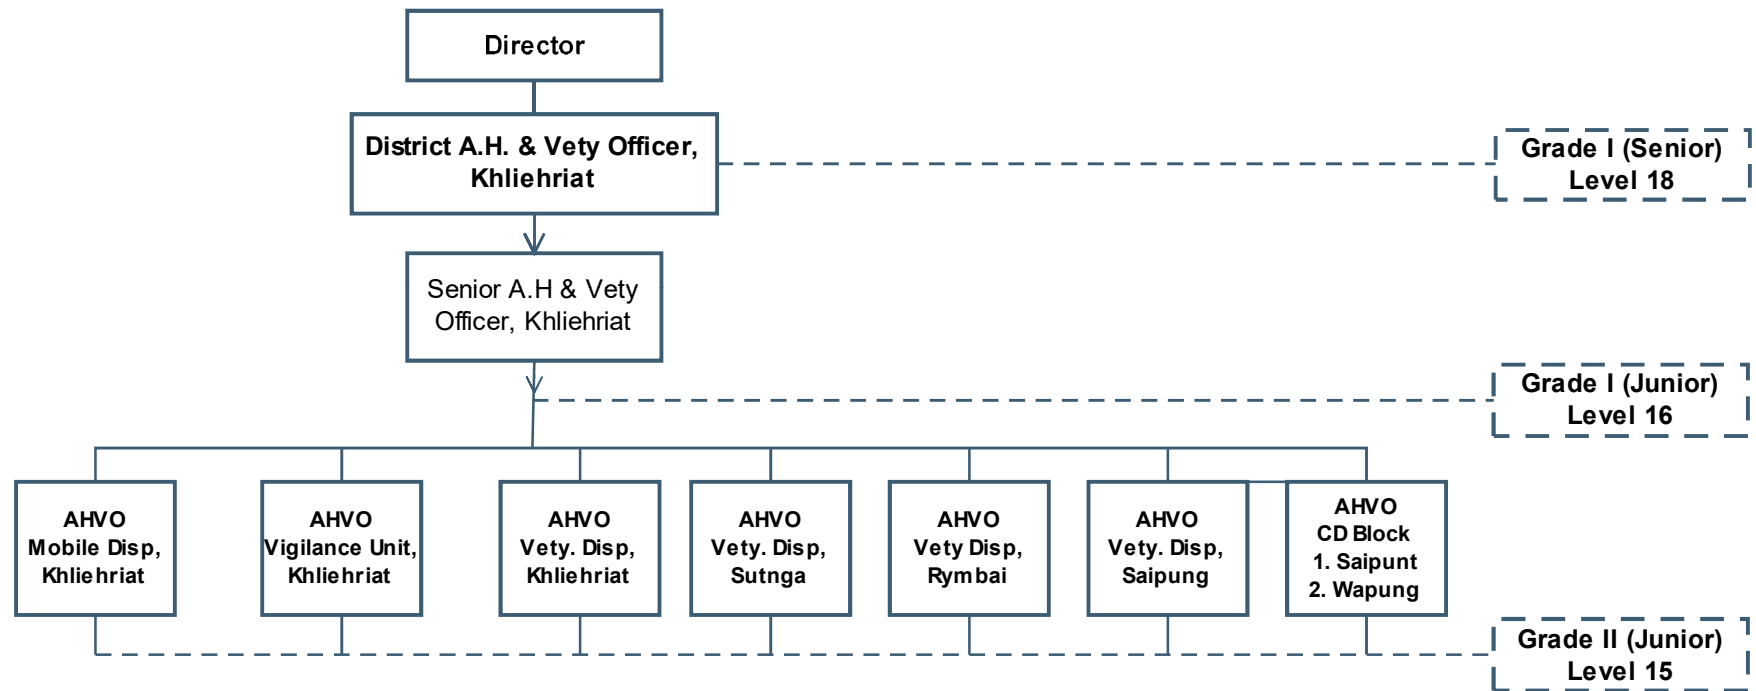 Director
District A.H. & Vety Officer,
Khliehriat
Grade I (Senior)
Level 18
Senior A.H & Vety
Officer, Khliehriat
Grade I (Junior)
Level 16
AHVO
Mobile Disp,
Khliehriat
AHVO
Vigilance Unit,
Khliehriat
AHVO
Vety. Disp,
Khliehriat
AHVO
Vety. Disp,
Sutnga
AHVO
Vety Disp,
Rymbai
AHVO
Vety. Disp,
Saipung
AHVO
CD Block
1. Saipunt
2. Wapung
Grade II (Junior)
Level 15